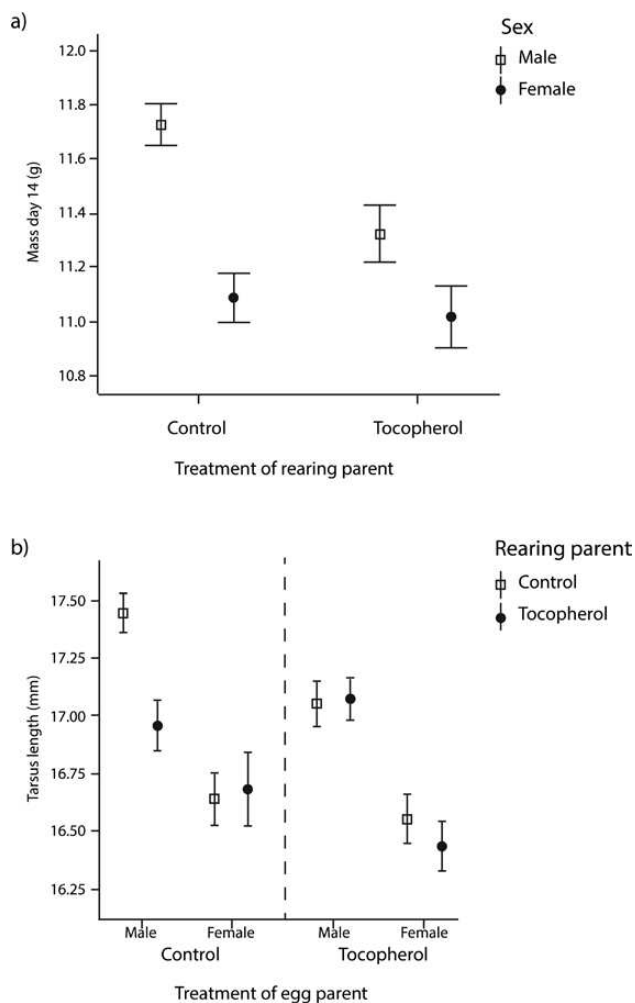 a)
Sex
Male
Female
12.0
11.8
11.6
11.4
11.2
11.0
10.8
Mass day 14 (g)
Control Tocopherol
Treatment of rearing parent
b)
Rearing parent
Control
Tocopherol
17.50
17.25
17.00
16.75
16.50
16.25
Tarsus length (mm)
Male Female Male Female
Control Tocopherol
Treatment of egg parent